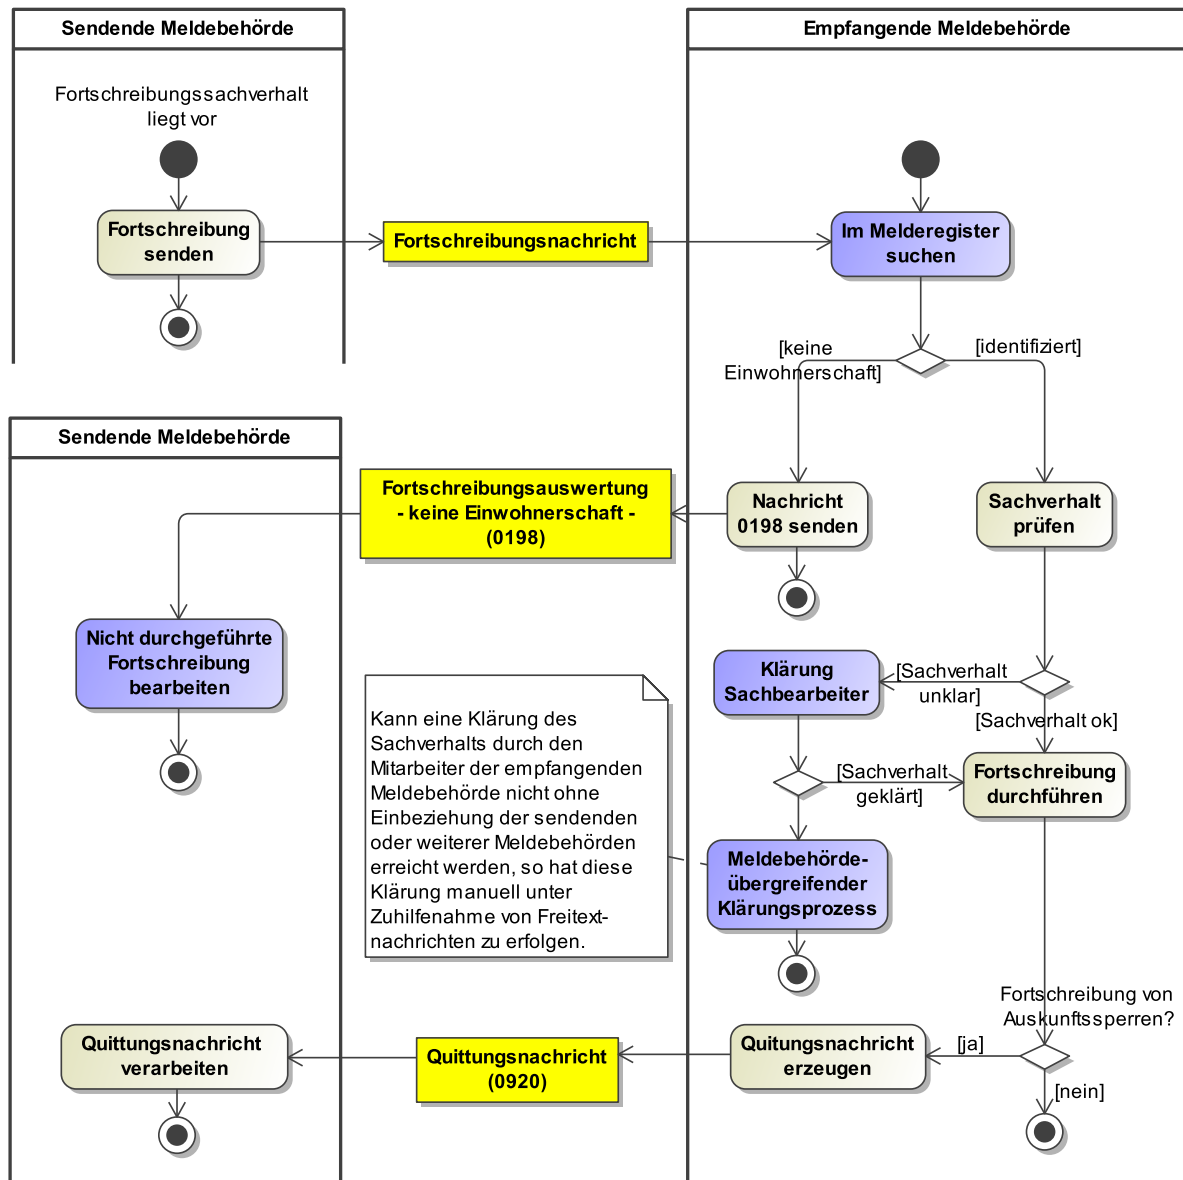 Sendende Meldebehörde
Empfangende Meldebehörde
Fortschreibungssachverhalt
liegt vor
Fortschreibung
senden
Fortschreibungsnachricht
Im Melderegister
suchen
[keine
Einwohnerschaft]
[identifiziert]
Sendende Meldebehörde
Fortschreibungsauswertung
- keine Einwohnerschaft -
(0198)
Nachricht
0198 senden
Sachverhalt
prüfen
Nicht durchgeführte
Fortschreibung
bearbeiten
Klärung
Sachbearbeiter
[Sachverhalt
unklar]
[Sachverhalt ok]
Kann eine Klärung des
Sachverhalts durch den
Mitarbeiter der empfangenden
Meldebehörde nicht ohne
Einbeziehung der sendenden
oder weiterer Meldebehörden
erreicht werden, so hat diese
Klärung manuell unter
Zuhilfenahme von Freitext-
nachrichten zu erfolgen.
[Sachverhalt
geklärt]
Fortschreibung
durchführen
Meldebehörde-
übergreifender
Klärungsprozess
Fortschreibung von
Auskunftssperren?
Quittungsnachricht
verarbeiten
Quittungsnachricht
(0920)
Quitungsnachricht
erzeugen
[ja]
[nein]